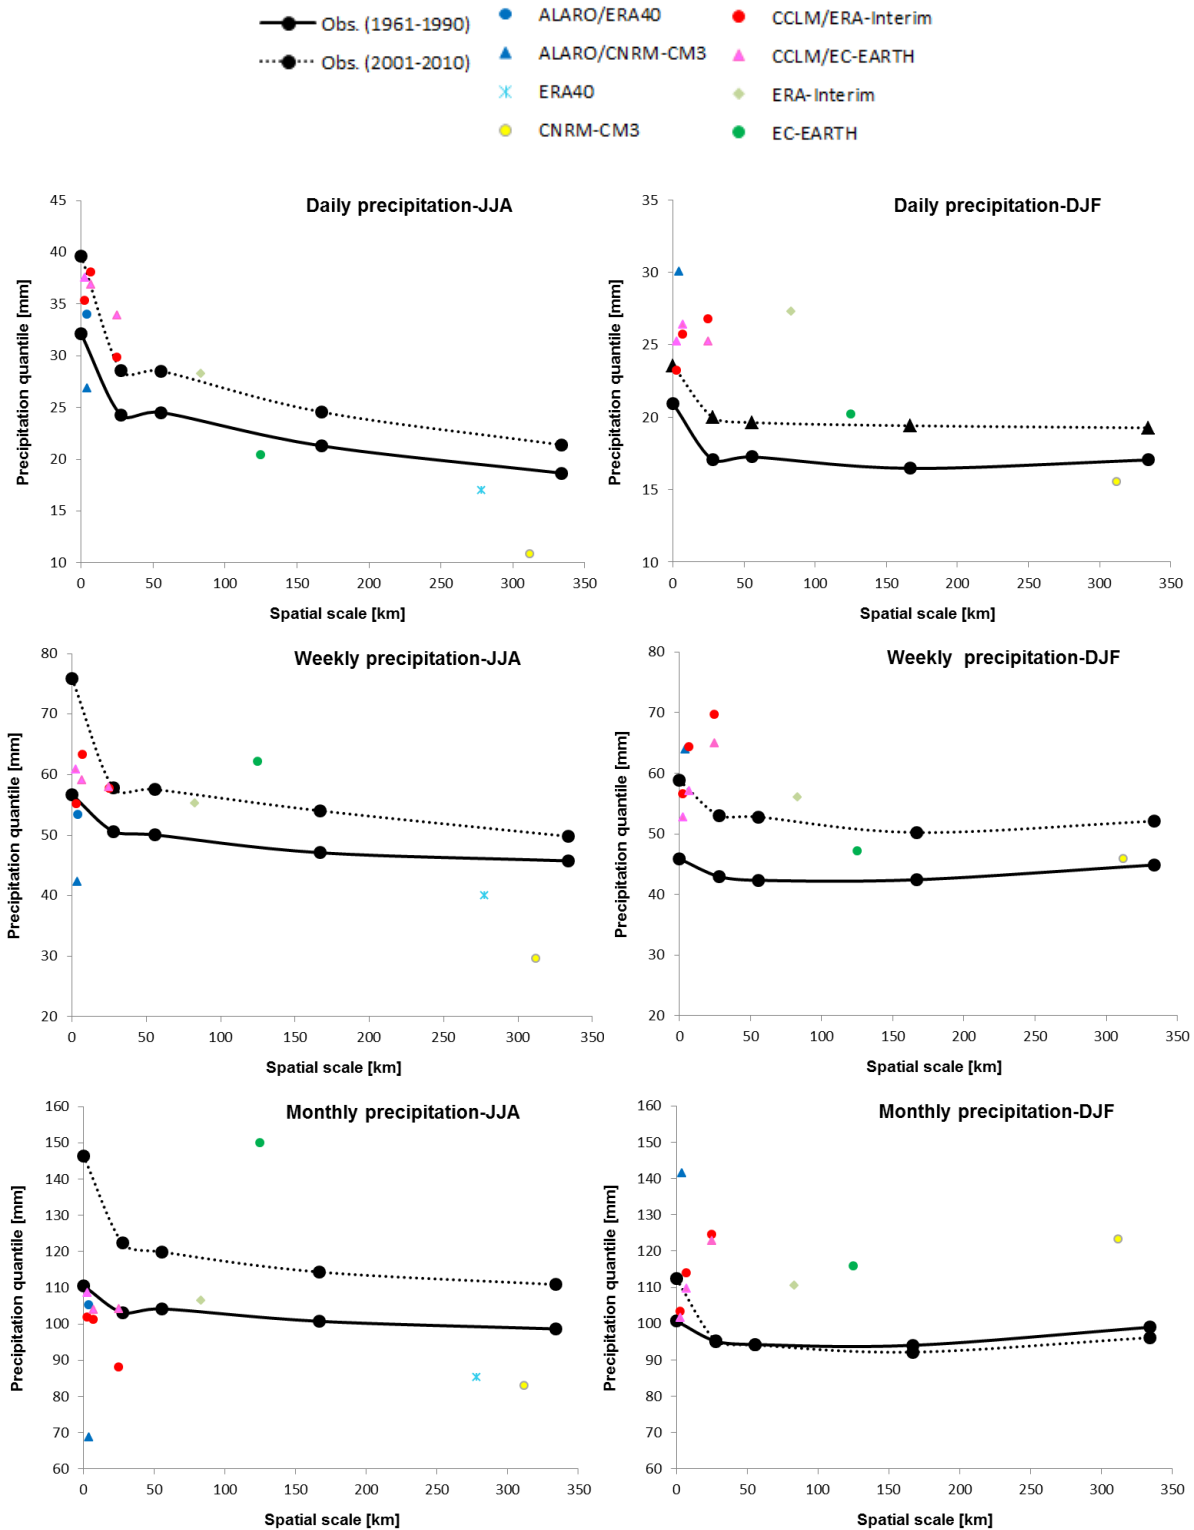 Obs. (1961-1990)
Obs. (2001-2010)
ALARO/ERA40
ALARO/CNRM-CM3
ERA40
CNRM-CM3
CCLM/ERA-Interim
CCLM/EC-EARTH
ERA-Interim
EC-EARTH
Daily precipitation-JJA
Precipitation quantile [mm]
45
40
35
30
25
20
15
10
0 50 100 150 200 250 300 350
Spatial scale [km]
Daily precipitation-DJF
Precipitation quantile [mm]
35
30
25
20
15
10
0 50 100 150 200 250 300 350
Spatial scale [km]
Weekly precipitation-JJA
Precipitation quantile [mm]
80
70
60
50
40
30
20
0 50 100 150 200 250 300 350
Spatial scale [km]
Weekly precipitation-DJF
Precipitation quantile [mm]
80
70
60
50
40
30
20
0 50 100 150 200 250 300 350
Spatial scale [km]
Monthly precipitation-JJA
Precipitation quantile [mm]
160
150
140
130
120
110
100
90
80
70
60
0 50 100 150 200 250 300 350
Spatial scale [km]
Monthly precipitation-DJF
Precipitation quantile [mm]
160
150
140
130
120
110
100
90
80
70
60
0 50 100 150 200 250 300 350
Spatial scale [km]